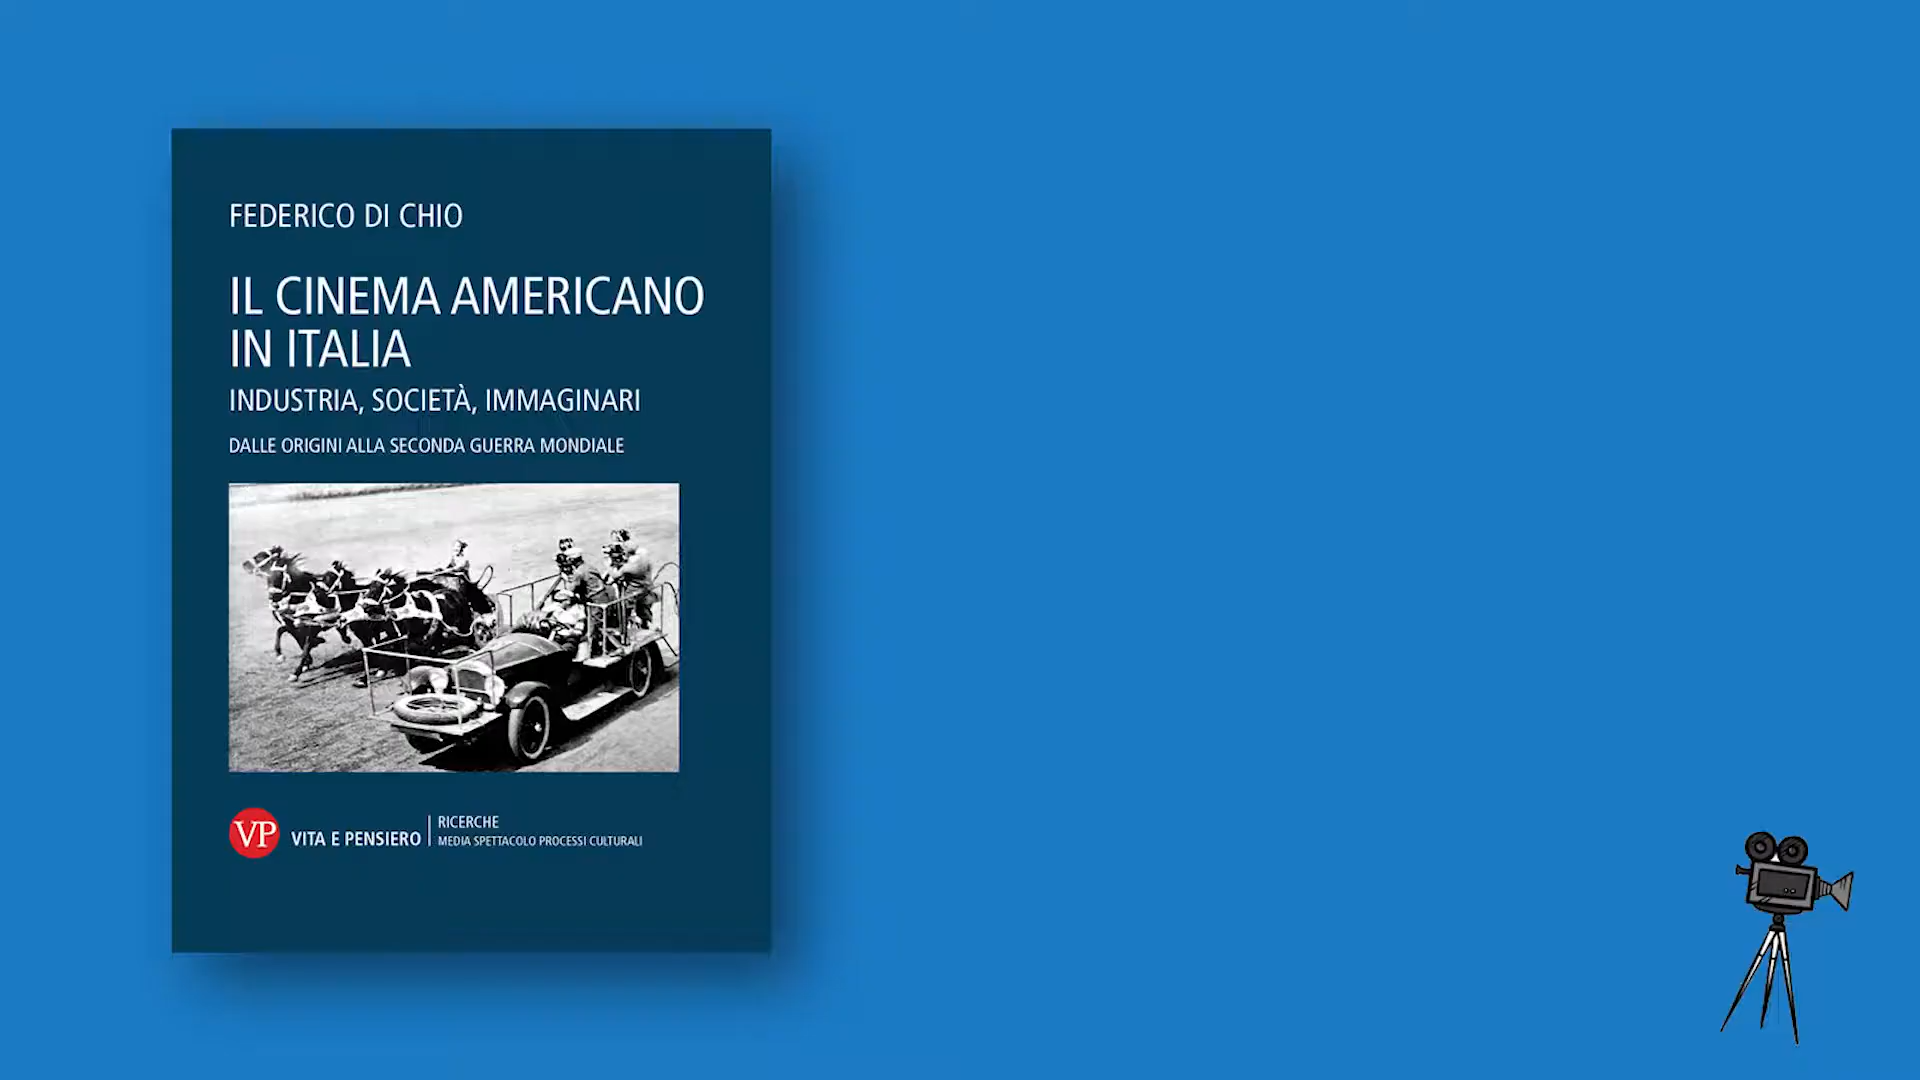 FEDERICO DI CHIO
IL CINEMA AMERICANO
IN ITALIA
INDUSTRIA, SOCIETÀ, IMMAGINARI
DALLE ORIGINI ALLA SECONDA GUERRA MONDIALE
VP VITA E PENSIERO
RICERCHE
MEDIA SPETTACOLO PROCESSI CULTURALI